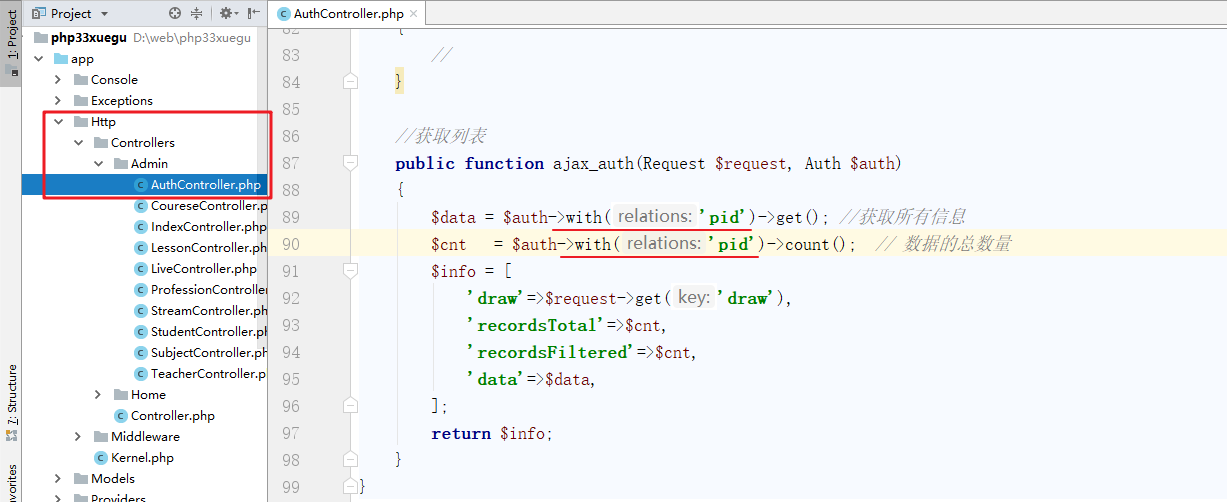 1: Project
7: Structure
Project
php33xuegu D:\web\php33xuegu
app
Console
Exceptions
Http
Controllers
Admin
AuthController.php
CoureseController.p
IndexController.php
LessonController.ph
LiveController.php
ProfessionControlle
StreamController.ph
StudentController.ph
SubjectController.ph
TeacherController.pl
Home
Controller.php
Middleware
Kernel.php
Models
Providers
AuthController.php
82 {
83 //
84 }
85
86 //获取列表
87 public function ajax_auth(Request $request, Auth $auth)
88 {
89 $data = $auth->with( relations: 'pid')->get(); //获取所有信息
90 $cnt = $auth->with( relations: 'pid')->count(); // 数据的总数量
91 $info = [
92 'draw'=>$request->get( key: 'draw'),
93 'recordsTotal'=>$cnt,
94 'recordsFiltered'=>$cnt,
95 'data'=>$data,
96 ];
97 return $info;
98 }
99 }